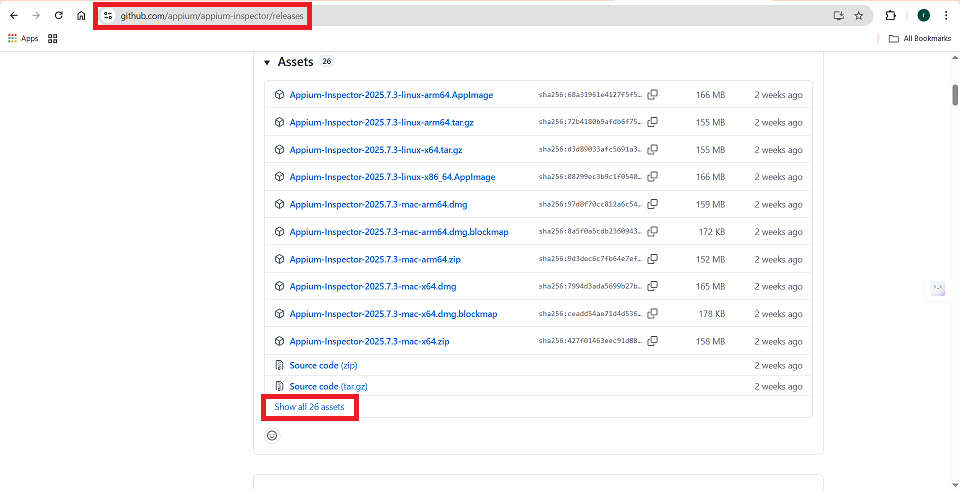 github.com/appium/appium-inspector/releases
r
Apps
All Bookmarks
Assets 26
Appium-Inspector-2025.7.3-linux-arm64.AppImage sha256:68a31961e4127f5f5... 166 MB 2 weeks ago
Appium-Inspector-2025.7.3-linux-arm64.tar.gz sha256:72b4180b9afdb6f75... 155 MB 2 weeks ago
Appium-Inspector-2025.7.3-linux-x64.tar.gz sha256:d3d89033afc5691a3... 155 MB 2 weeks ago
Appium-Inspector-2025.7.3-linux-x86_64.AppImage sha256:08299ec3b9c1f0540... 166 MB 2 weeks ago
Appium-Inspector-2025.7.3-mac-arm64.dmg sha256:97d8f70cc812a6c54... 159 MB 2 weeks ago
Appium-Inspector-2025.7.3-mac-arm64.dmg.blockmap sha256:8a5f0a5cdb2360943... 172 KB 2 weeks ago
Appium-Inspector-2025.7.3-mac-arm64.zip sha256:9d3dec6c7fb64e7ef... 152 MB 2 weeks ago
Appium-Inspector-2025.7.3-mac-x64.dmg sha256:7994d3ada5699b27b... 165 MB 2 weeks ago
Appium-Inspector-2025.7.3-mac-x64.dmg.blockmap sha256:ceadd54ae71d4d536... 178 KB 2 weeks ago
Appium-Inspector-2025.7.3-mac-x64.zip sha256:427f01463eec91d88... 158 MB 2 weeks ago
Source code (zip) 2 weeks ago
Source code (tar.gz) 2 weeks ago
Show all 26 assets